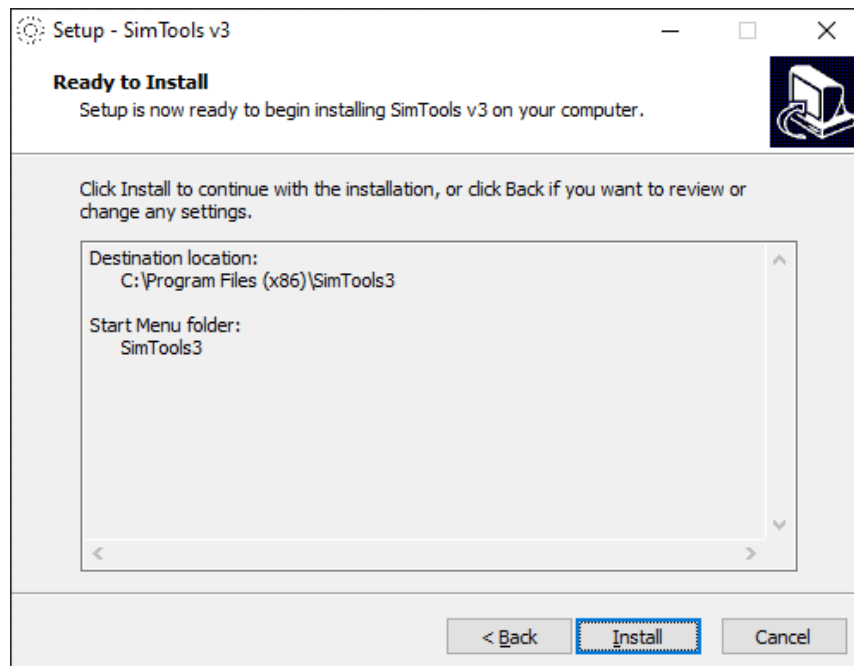 Setup - SimTools v3
Ready to Install
Setup is now ready to begin installing SimTools v3 on your computer.
Click Install to continue with the installation, or click Back if you want to review or
change any settings.
Destination location:
C:\Program Files (x86)\SimTools3
Start Menu folder:
SimTools3
< Back
Install
Cancel